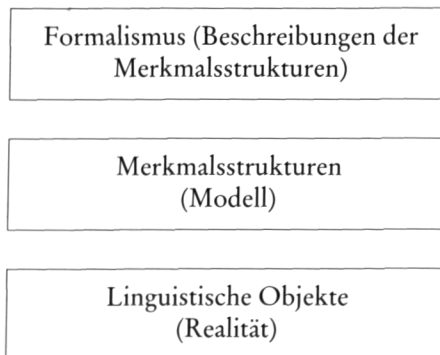 Formalismus (Beschreibungen der
Merkmalsstrukturen)
Merkmalsstrukturen
(Modell)
Linguistische Objekte
(Realität)